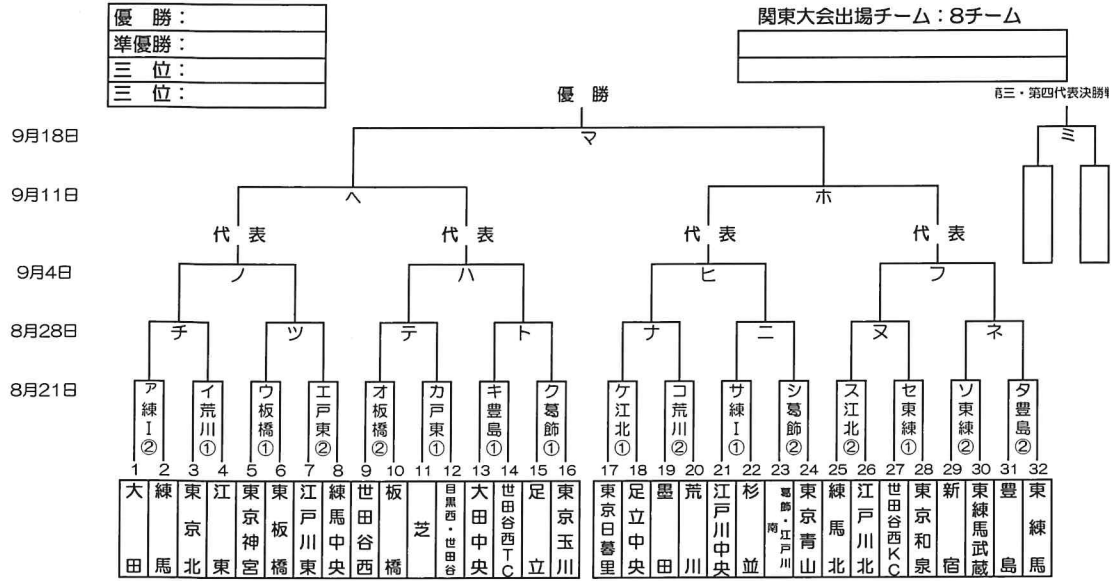 優 勝：
準優勝：
三 位：
三 位：
関東大会出場チーム：8チーム
優 勝
第三・第四代表決勝戦
9月18日
マ
ミ
9月11日
ヘ
ホ
代 表
代 表
代 表
代 表
9月4日
ノ
ハ
ヒ
フ
8月28日
チ
ツ
テ
ト
ナ
ニ
ヌ
ネ
8月21日
ア練Ⅰ②
イ荒川①
ウ板橋①
エ戸東②
オ板橋②
カ戸東①
キ豊島①
ク葛飾①
ケ江北①
コ荒川②
サ練Ⅰ①
シ葛飾②
ス江北②
セ東練①
ソ東練②
タ豊島②
1 2 3 4 5 6 7 8 9 10 11 12 13 14 15 16 17 18 19 20 21 22 23 24 25 26 27 28 29 30 31 32
大田
練馬
東京北
江東
東京神宮
東板橋
江戸川東
練馬中央
世田谷西
板橋
芝
目黒西・世田谷
大田中央
世田谷西TC
足立
東京玉川
東京日暮里
足立中央
墨田
荒川
江戸川中央
杉並
葛飾・江戸川南
東京青山
練馬北
江戸川北
世田谷西KC
東京和泉
新宿
東練馬武蔵
豊島
東練馬